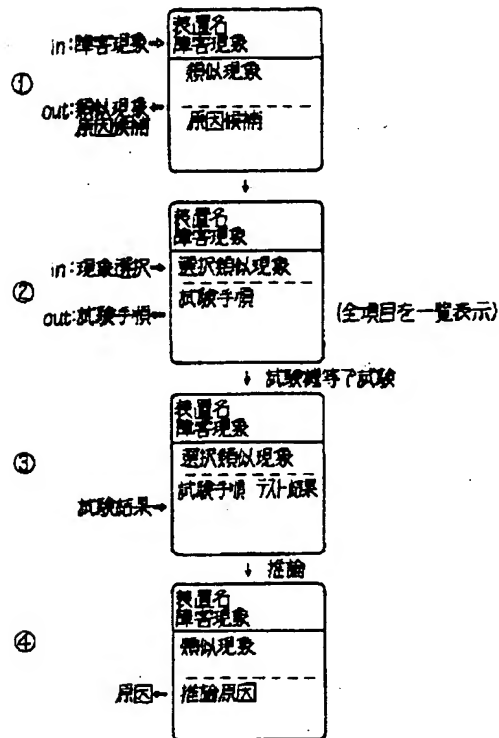 装置名
in:障害現象→ 障害現象
①
類似現象
out:類似現象←
原因候補 原因候補
↓
装置名
障害現象
in:現象選択→ 選択類似現象
②
試験手順
out:試験手順← (全項目を一覧表示)
↓ 試験機等で試験
装置名
障害現象
③ 選択類似現象
試験手順 テスト結果
試験結果→
↓ 推論
装置名
障害現象
④ 類似現象
原因← 推論原因